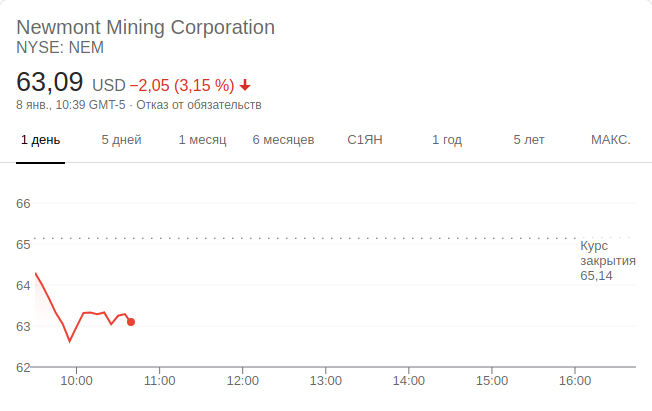 Newmont Mining Corporation
NYSE: NEM
63,09 USD −2,05 (3,15 %)
8 янв., 10:39 GMT-5 · Отказ от обязательств
1 день 5 дней 1 месяц 6 месяцев С1ЯН 1 год 5 лет МАКС.
66
65
Курс
закрытия
65,14
64
63
62
10:00 11:00 12:00 13:00 14:00 15:00 16:00